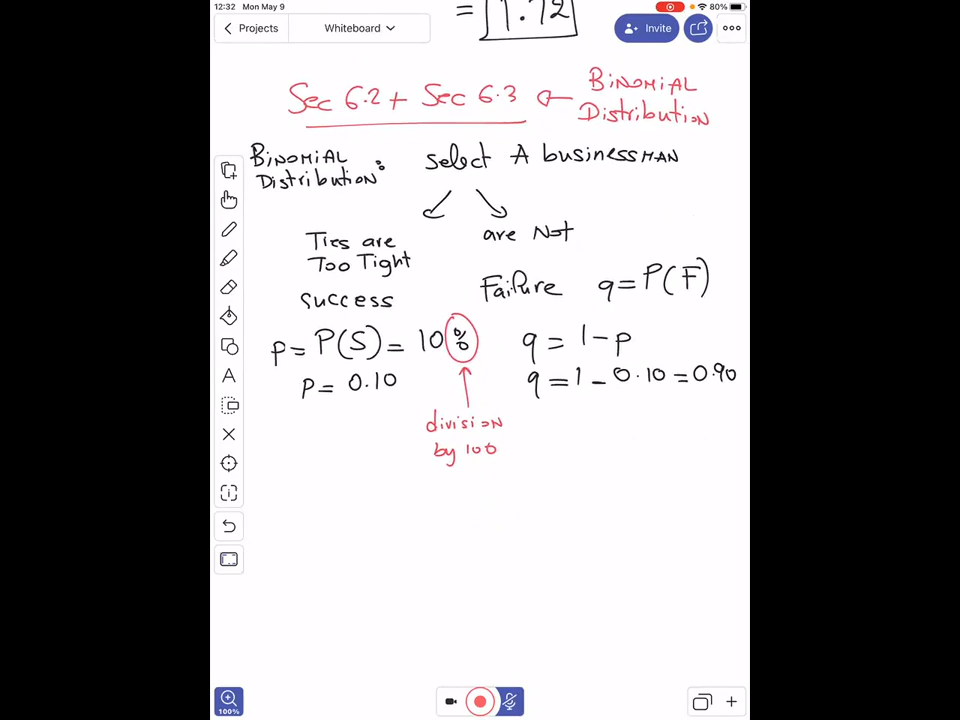 12:32 Mon May 9
80%
= 1.72
Projects
Whiteboard
Invite
Sec 6.2 + Sec 6.3 ← BINOMIAL
DistributioN
BiNOMIAL
DistributioN:
select A businessMAN
Ties are
Too Tight
are Not
success
Failure q = P(F)
p = P(S) = 10%
q = 1 - p
p = 0.10
q = 1 - 0.10 = 0.90
divisioN
by 100
A
100%